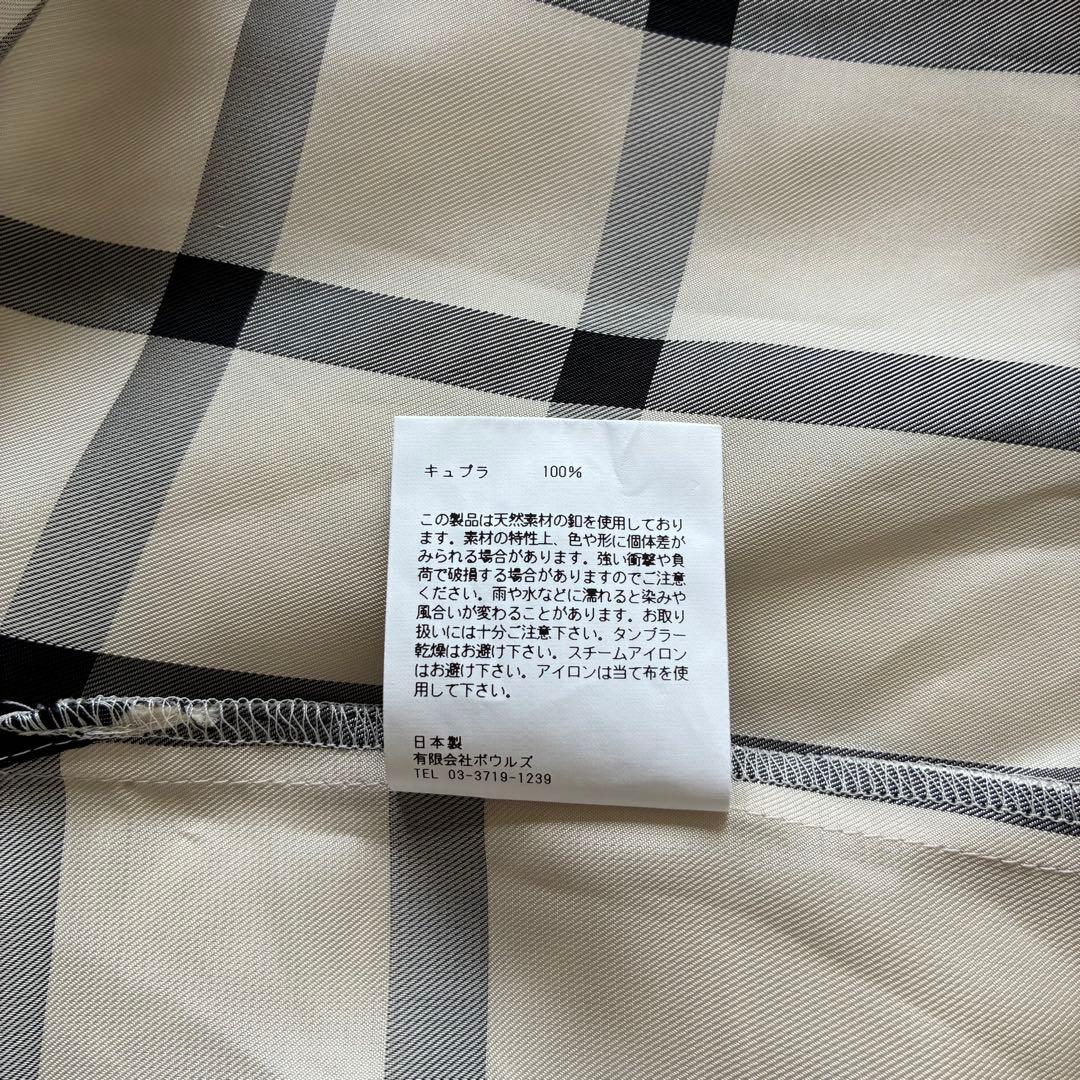 キュプラ 100%
この製品は天然素材の釦を使用しており
ます。素材の特性上、色や形に個体差が
みられる場合があります。強い衝撃や負
荷で破損する場合がありますのでご注意
ください。雨や水などに濡れると染みや
風合いが変わることがあります。お取り
扱いには十分ご注意下さい。タンブラー
乾燥はお避け下さい。スチームアイロン
はお避け下さい。アイロンは当て布を使
用して下さい。
日本製
有限会社ボウルズ
TEL 03-3719-1239